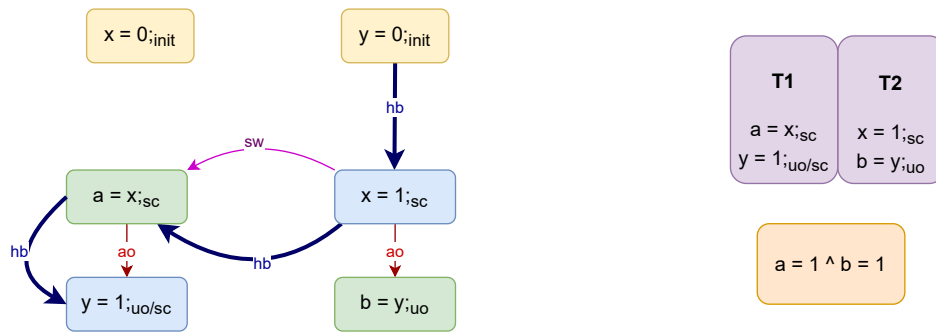 x = 0;init
y = 0;init
hb
sw
a = x;sc
x = 1;sc
hb
ao
hb
ao
y = 1;uo/sc
b = y;uo
T1
a = x;sc
y = 1;uo/sc
T2
x = 1;sc
b = y;uo
a = 1 ^ b = 1